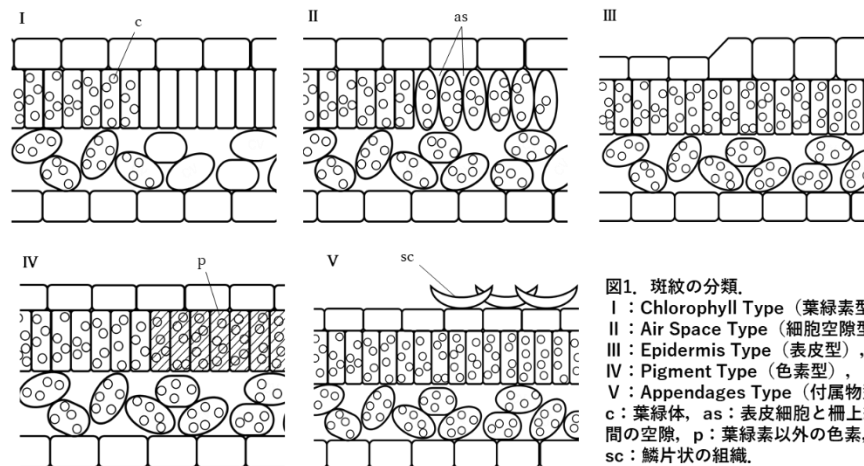 I
c
II
as
III
IV
p
V
sc
図1. 斑紋の分類.
I：Chlorophyll Type（葉緑素型
II：Air Space Type（細胞空隙型
III：Epidermis Type（表皮型），
IV：Pigment Type（色素型），
V：Appendages Type（付属物
c：葉緑体，as：表皮細胞と柵上
間の空隙，p：葉緑素以外の色素，
sc：鱗片状の組織.